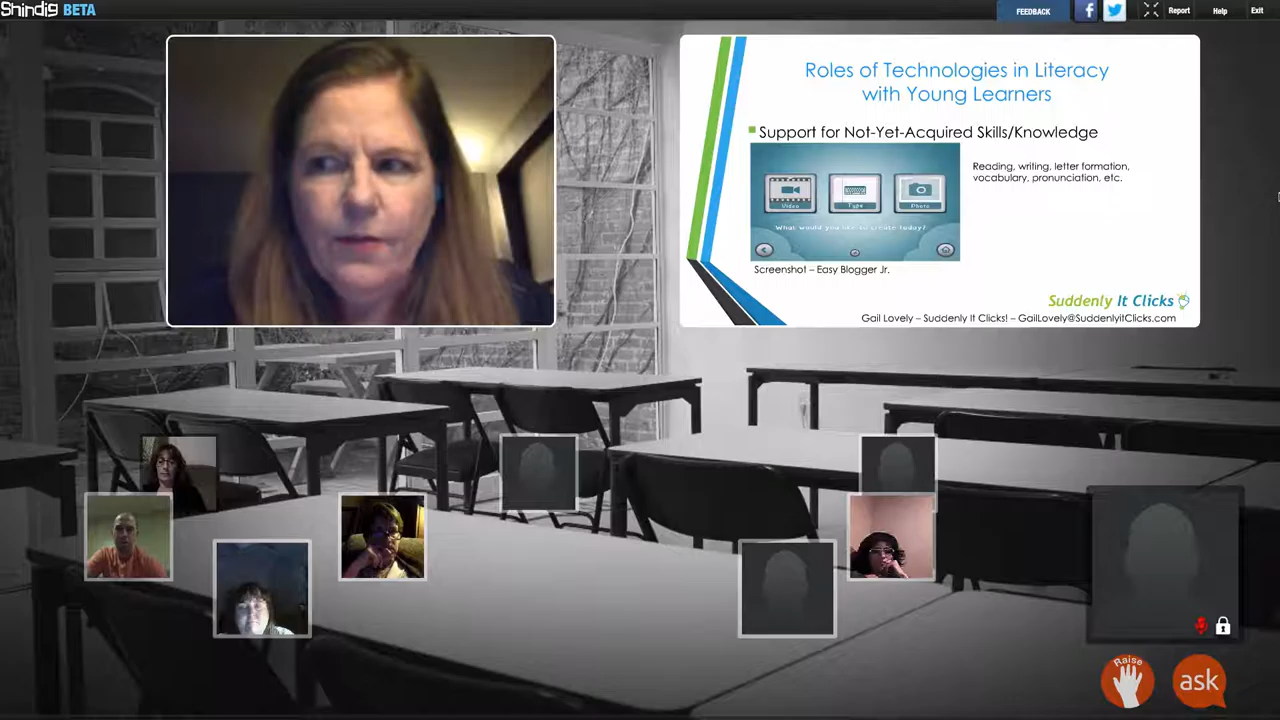 Shindig BETA
FEEDBACK
Report
Help
Exit
Roles of Technologies in Literacy
with Young Learners
Support for Not-Yet-Acquired Skills/Knowledge
Reading, writing, letter formation,
vocabulary, pronunciation, etc.
Video
Type
Photo
What would you like to create today?
Screenshot – Easy Blogger Jr.
Suddenly It Clicks
Gail Lovely – Suddenly It Clicks! – GailLovely@SuddenlyitClicks.com
Raise
ask